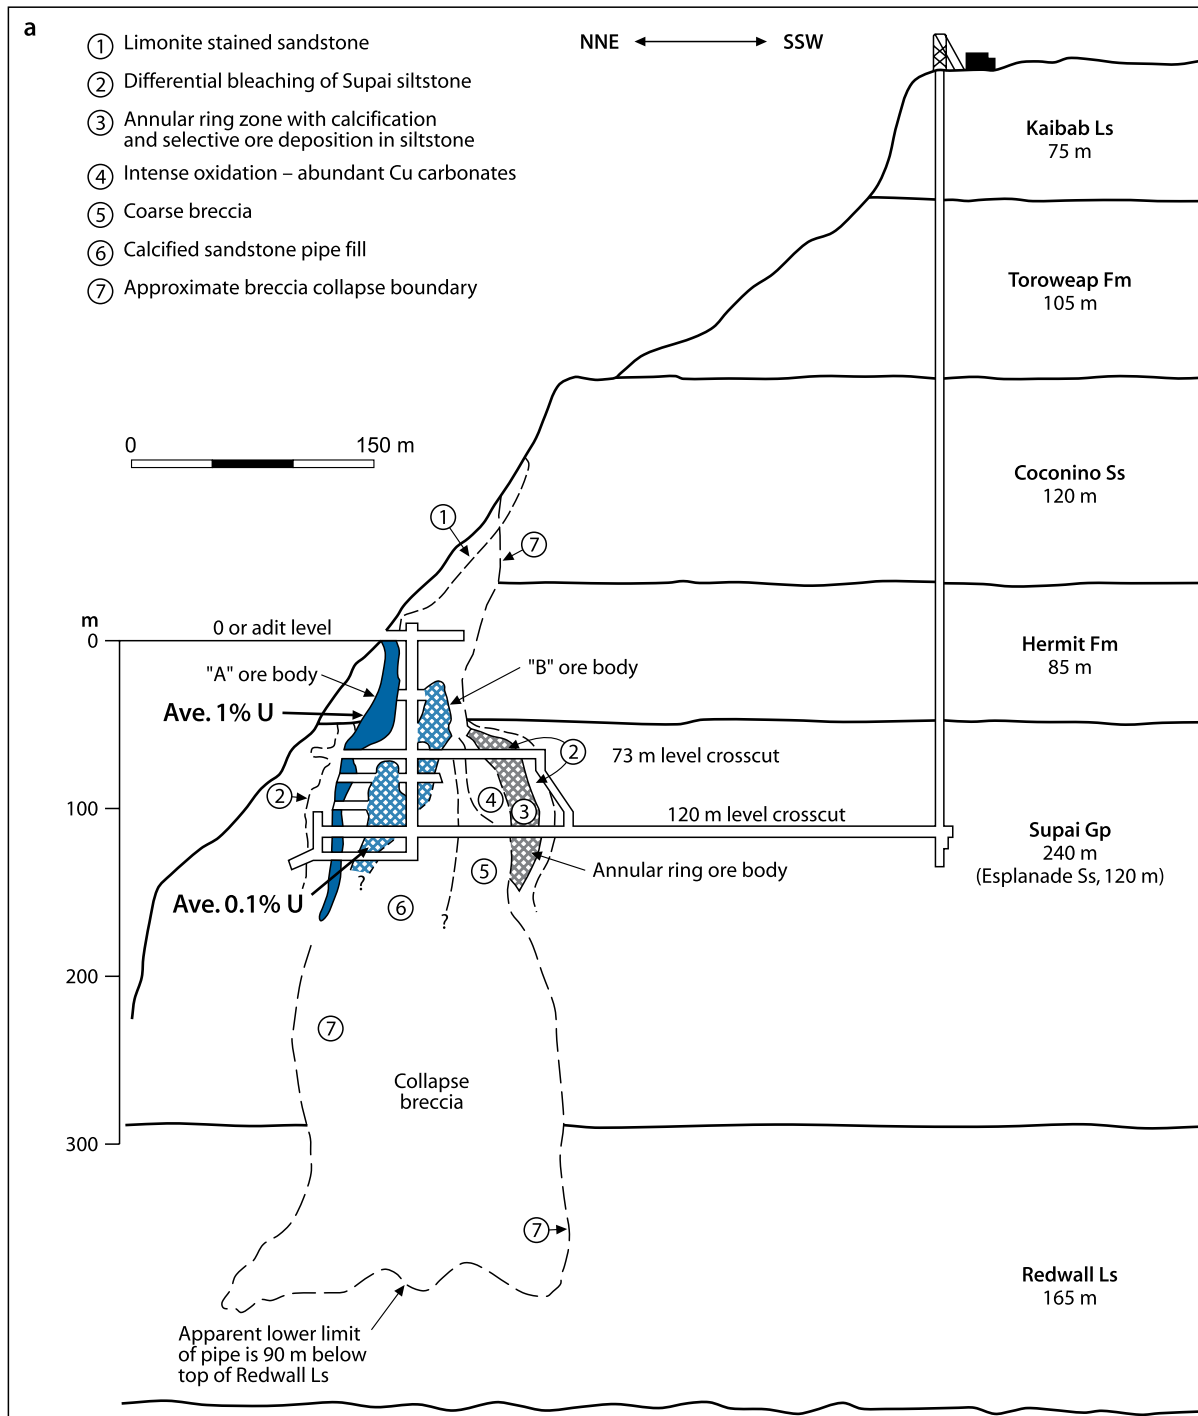 a
① Limonite stained sandstone
② Differential bleaching of Supai siltstone
③ Annular ring zone with calcification
and selective ore deposition in siltstone
④ Intense oxidation – abundant Cu carbonates
⑤ Coarse breccia
⑥ Calcified sandstone pipe fill
⑦ Approximate breccia collapse boundary
NNE SSW
Kaibab Ls
75 m
Toroweap Fm
105 m
0 150 m
Coconino Ss
120 m
①
⑦
m
0
0 or adit level
Hermit Fm
85 m
"A" ore body
"B" ore body
Ave. 1% U
②
73 m level crosscut
②
④
③
100
120 m level crosscut
Supai Gp
240 m
(Esplanade Ss, 120 m)
⑤
Annular ring ore body
?
Ave. 0.1% U
⑥
?
200
⑦
Collapse
breccia
300
⑦
Redwall Ls
165 m
Apparent lower limit
of pipe is 90 m below
top of Redwall Ls